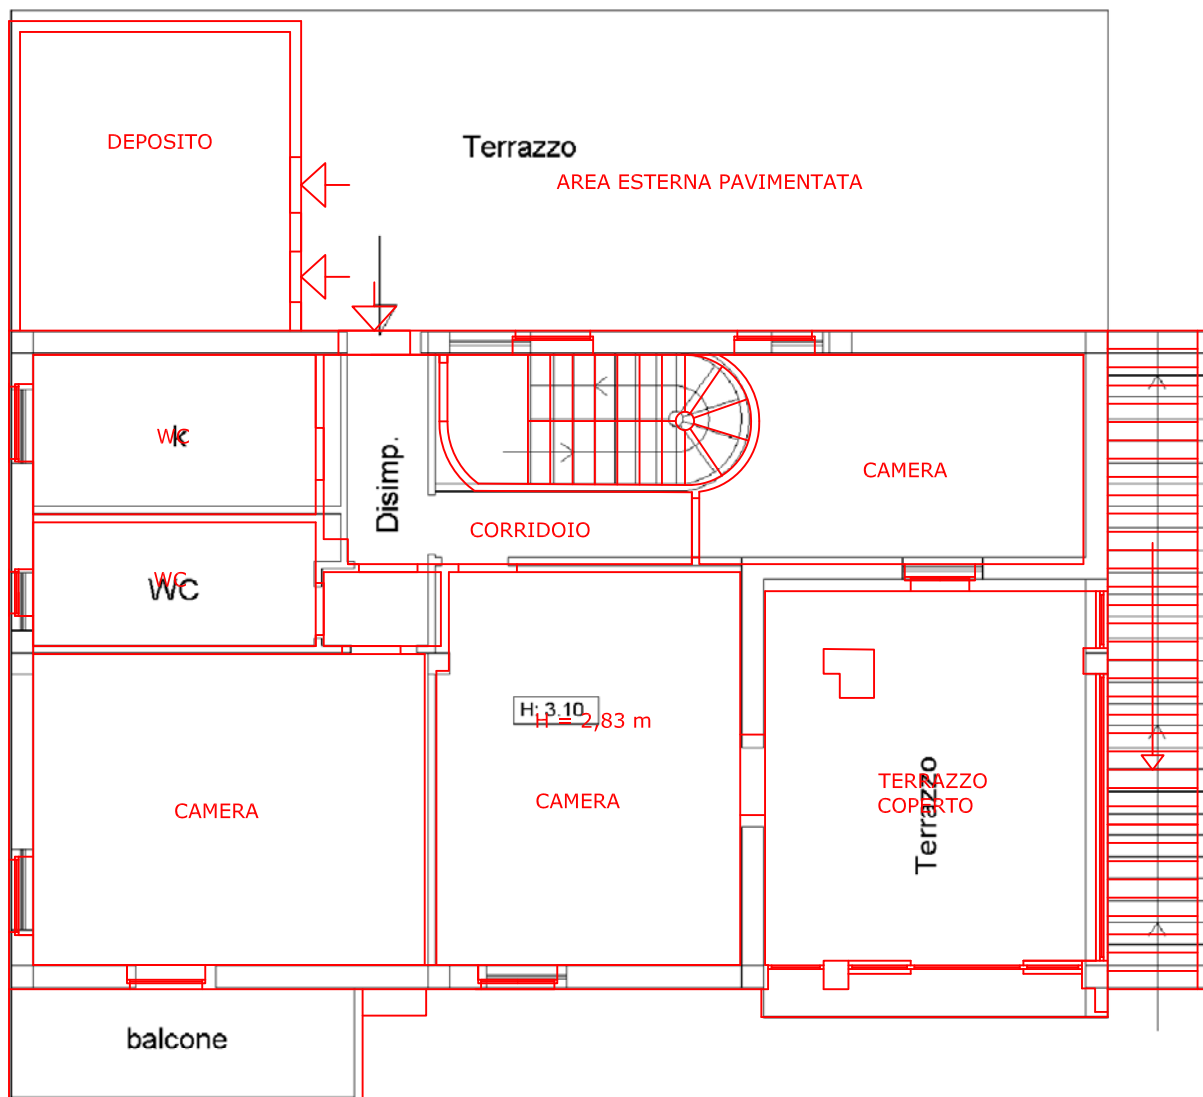 DEPOSITO
Terrazzo
AREA ESTERNA PAVIMENTATA
WC
k
Disimp.
CAMERA
CORRIDOIO
WC
WC
H: 3.10
H = 2,83 m
CAMERA
CAMERA
TERRAZZO
COPERTO
Terrazzo
balcone